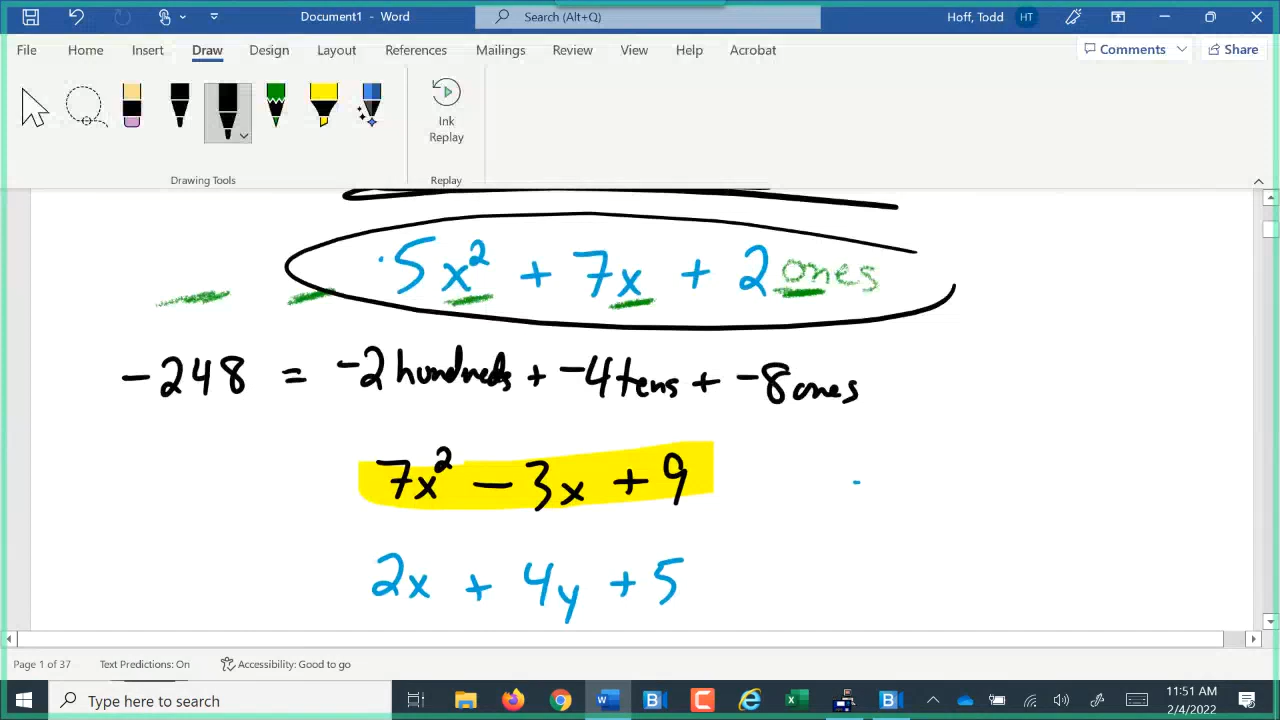 Document1 - Word
Search (Alt+Q)
Hoff, Todd HT
File Home Insert Draw Design Layout References Mailings Review View Help Acrobat Comments Share
Ink
Replay
Drawing Tools Replay
5x² + 7x + 2 ones
-248 = -2 hundreds + -4 tens + -8 ones
7x² - 3x + 9
2x + 4y + 5
Page 1 of 37 Text Predictions: On Accessibility: Good to go
Type here to search
11:51 AM
2/4/2022